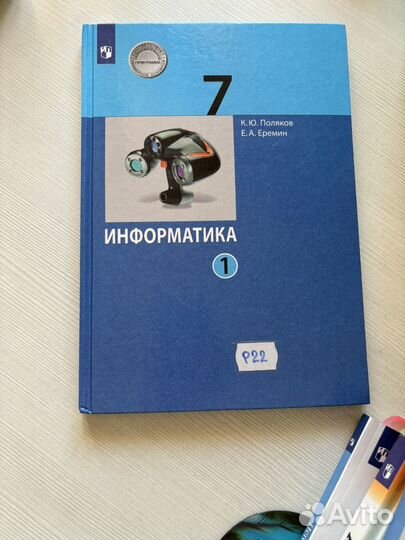 7
К. Ю. Поляков
Е. А. Еремин
ИНФОРМАТИКА
1
р22
Avito